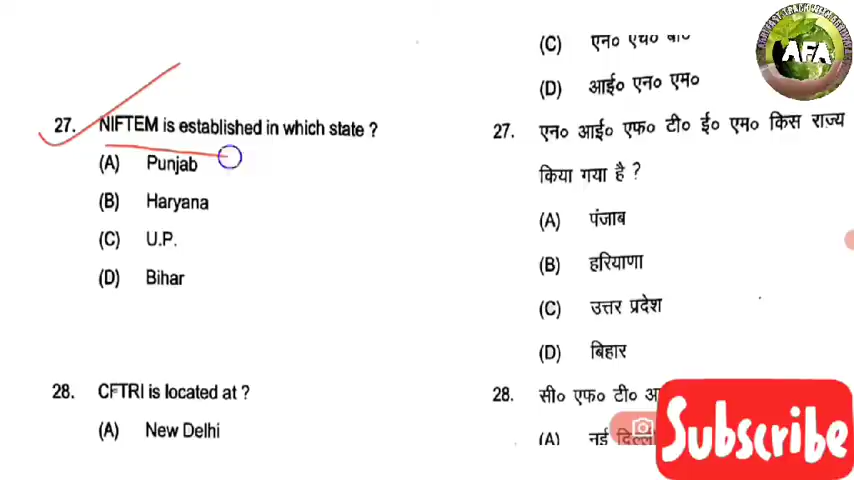 27. NIFTEM is established in which state ?
(A) Punjab
(B) Haryana
(C) U.P.
(D) Bihar
28. CFTRI is located at ?
(A) New Delhi
(C) एन० एच० बी०
(D) आई० एन० एम०
27. एन० आई० एफ० टी० ई० एम० किस राज्य
किया गया है ?
(A) पंजाब
(B) हरियाणा
(C) उत्तर प्रदेश
(D) बिहार
28. सी० एफ० टी०
(A) नई दिल्ली
AFA
Subscribe